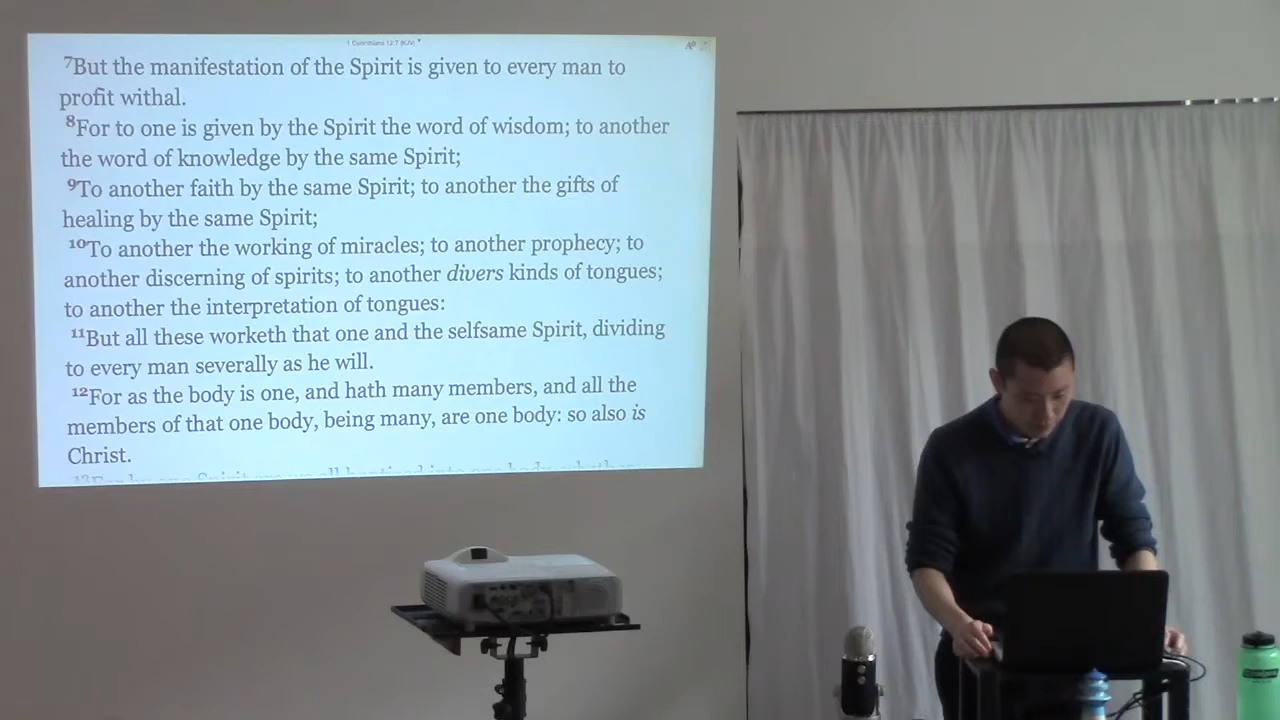 1 Corinthians 12:7 (KJV)
7But the manifestation of the Spirit is given to every man to
profit withal.
8For to one is given by the Spirit the word of wisdom; to another
the word of knowledge by the same Spirit;
9To another faith by the same Spirit; to another the gifts of
healing by the same Spirit;
10To another the working of miracles; to another prophecy; to
another discerning of spirits; to another divers kinds of tongues;
to another the interpretation of tongues:
11But all these worketh that one and the selfsame Spirit, dividing
to every man severally as he will.
12For as the body is one, and hath many members, and all the
members of that one body, being many, are one body: so also is
Christ.